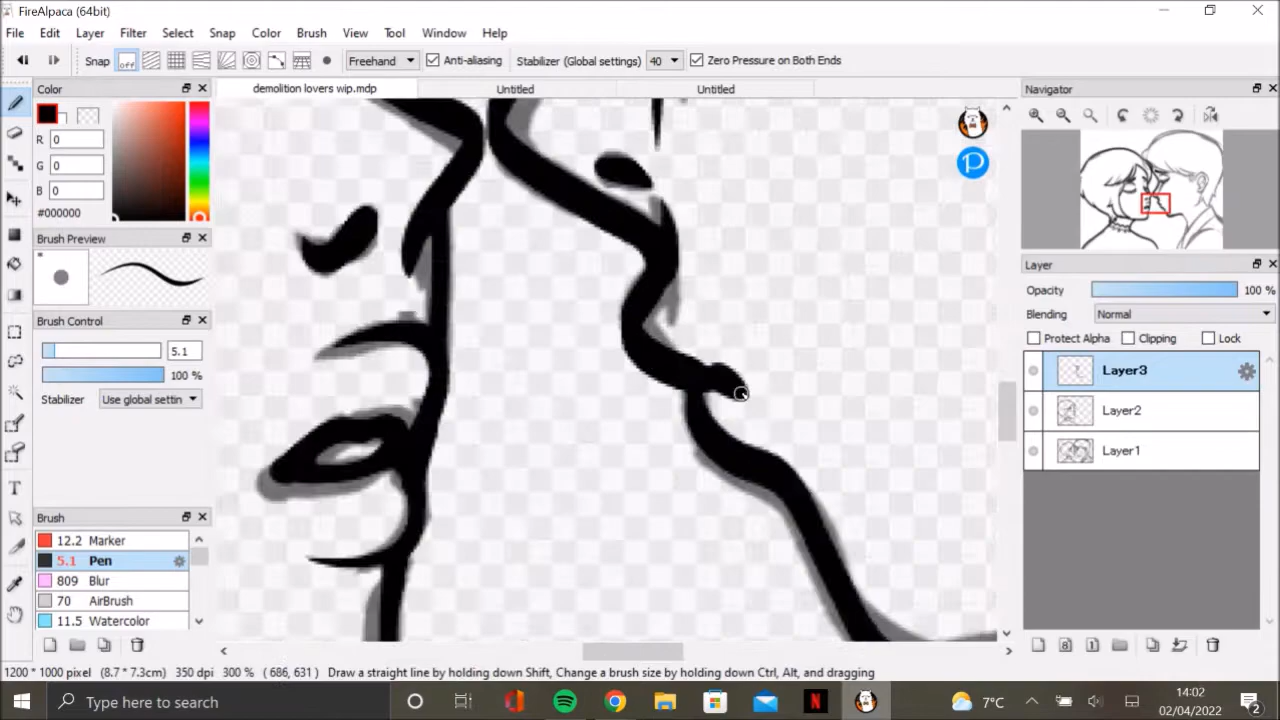 FireAlpaca (64bit)
File Edit Layer Filter Select Snap Color Brush View Tool Window Help
Snap off Freehand Anti-aliasing Stabilizer (Global settings) 40 Zero Pressure on Both Ends
Color
demolition lovers wip.mdp Untitled Untitled
Navigator
R 0
G 0
B 0
#000000
Brush Preview
Layer
Opacity 100 %
Blending Normal
Brush Control
Protect Alpha Clipping Lock
5.1
100 %
Stabilizer Use global settin
Layer3
Layer2
Layer1
Brush
12.2 Marker
5.1 Pen
809 Blur
70 AirBrush
11.5 Watercolor
1200 * 1000 pixel (8.7 * 7.3cm) 350 dpi 300 % ( 686, 631 ) Draw a straight line by holding down Shift, Change a brush size by holding down Ctrl, Alt, and dragging
Type here to search
7°C
14:02
02/04/2022
2